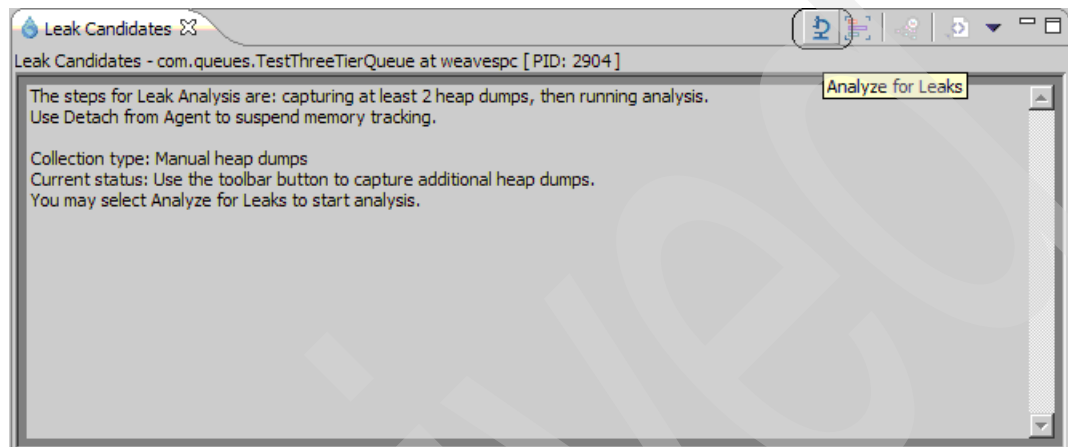 Leak Candidates
Leak Candidates - com.queues.TestThreeTierQueue at weavespc [ PID: 2904 ]
Analyze for Leaks
The steps for Leak Analysis are: capturing at least 2 heap dumps, then running analysis.
Use Detach from Agent to suspend memory tracking.
Collection type: Manual heap dumps
Current status: Use the toolbar button to capture additional heap dumps.
You may select Analyze for Leaks to start analysis.